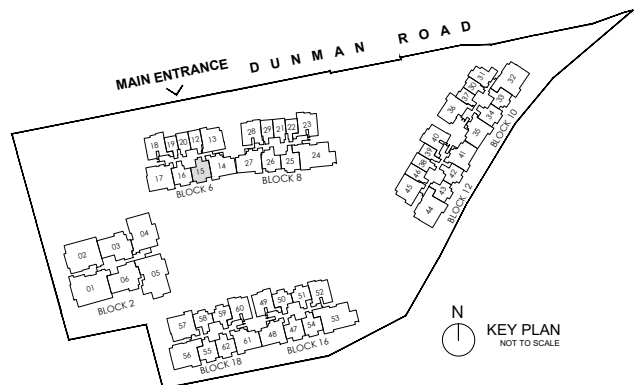 DUNMAN ROAD
MAIN ENTRANCE
18 19 20 12 13
17 16 15 14
BLOCK 6
28 29 21 22 23
27 26 25 24
BLOCK 8
30 31 32
37 33
36 34
35
BLOCK 10
40 41
39 38 42
46 43
45 44
BLOCK 12
02 03 04
01 06 05
BLOCK 2
57 58 59 60
56 55 62 61
BLOCK 18
49 50 51 52
48 47 54 53
BLOCK 16
N
KEY PLAN
NOT TO SCALE